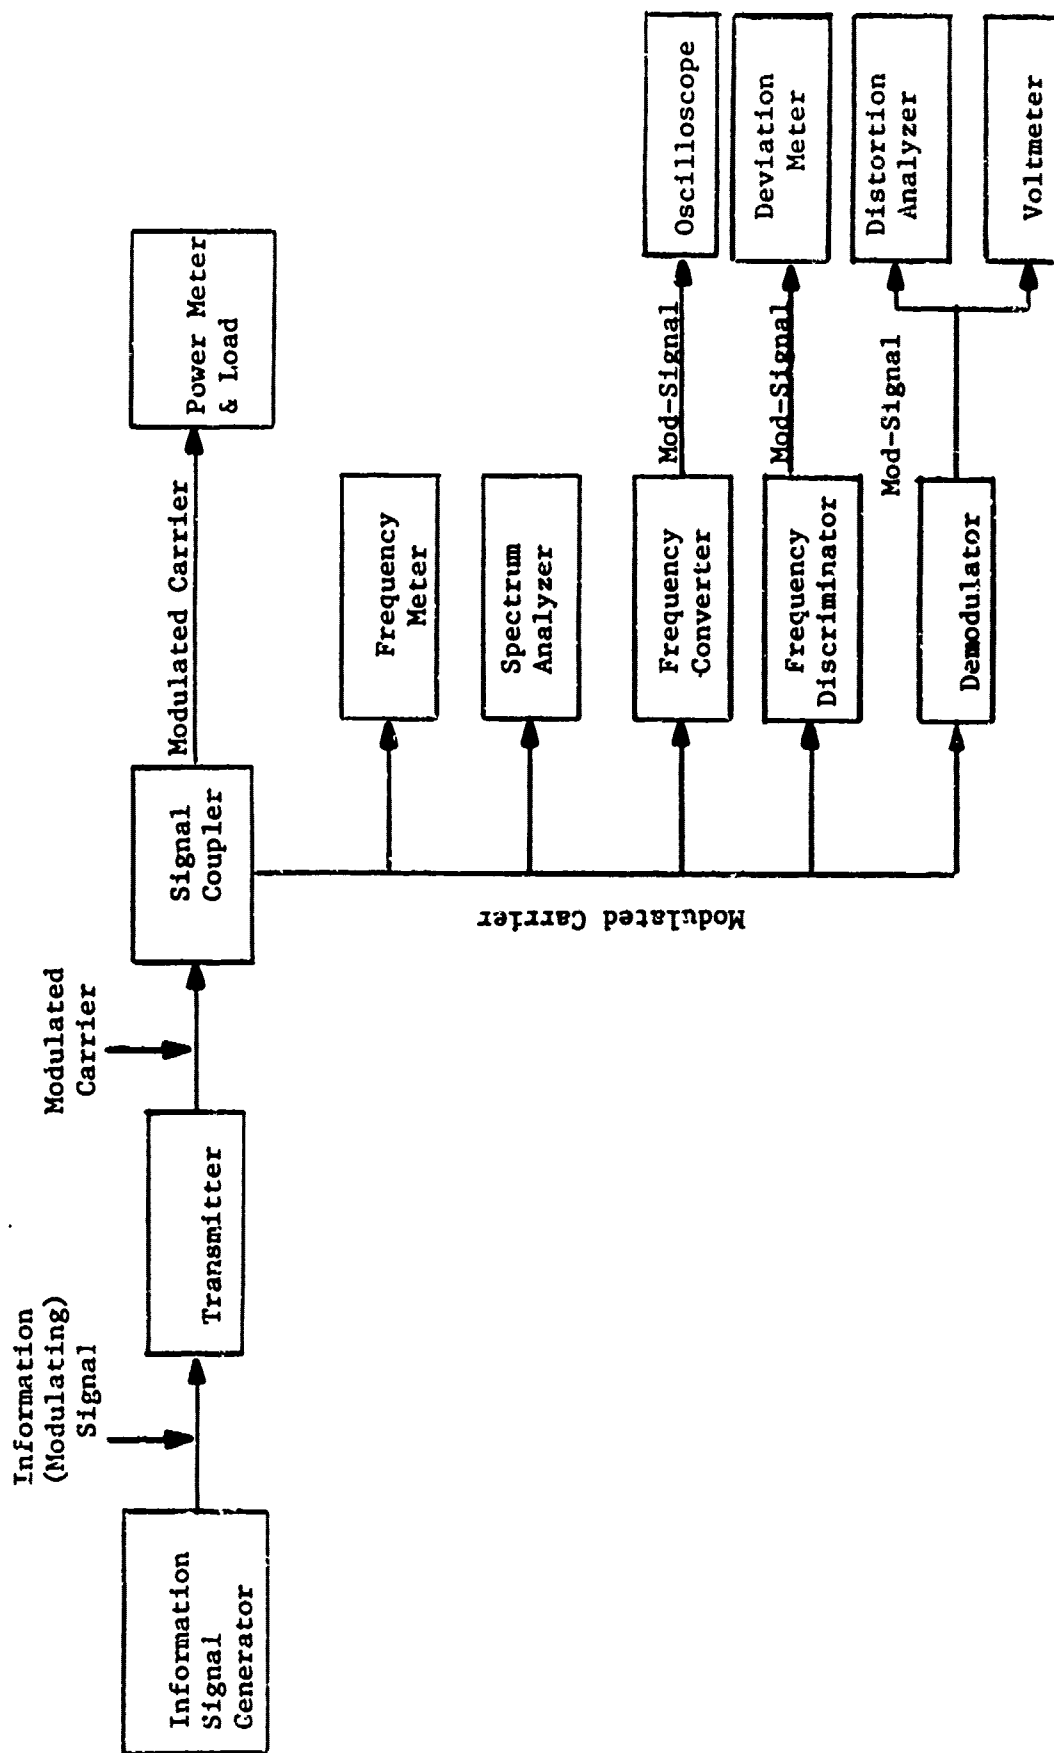 Information
(Modulating)
Signal
Modulated
Carrier
Information
Signal
Generator
Transmitter
Signal
Coupler
Modulated Carrier
Power Meter
& Load
Modulated Carrier
Frequency
Meter
Spectrum
Analyzer
Frequency
Converter
Mod-Signal
Oscilloscope
Frequency
Discriminator
Mod-Signal
Deviation
Meter
Demodulator
Mod-Signal
Distortion
Analyzer
Voltmeter